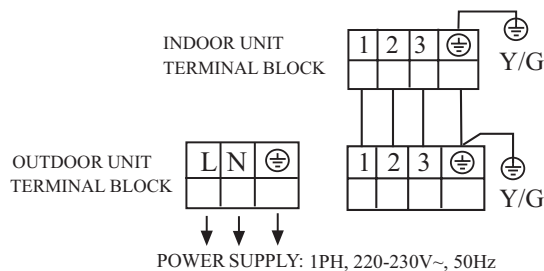 INDOOR UNIT
TERMINAL BLOCK
1 2 3
Y/G
OUTDOOR UNIT
TERMINAL BLOCK
L N
1 2 3
Y/G
POWER SUPPLY: 1PH, 220-230V~, 50Hz